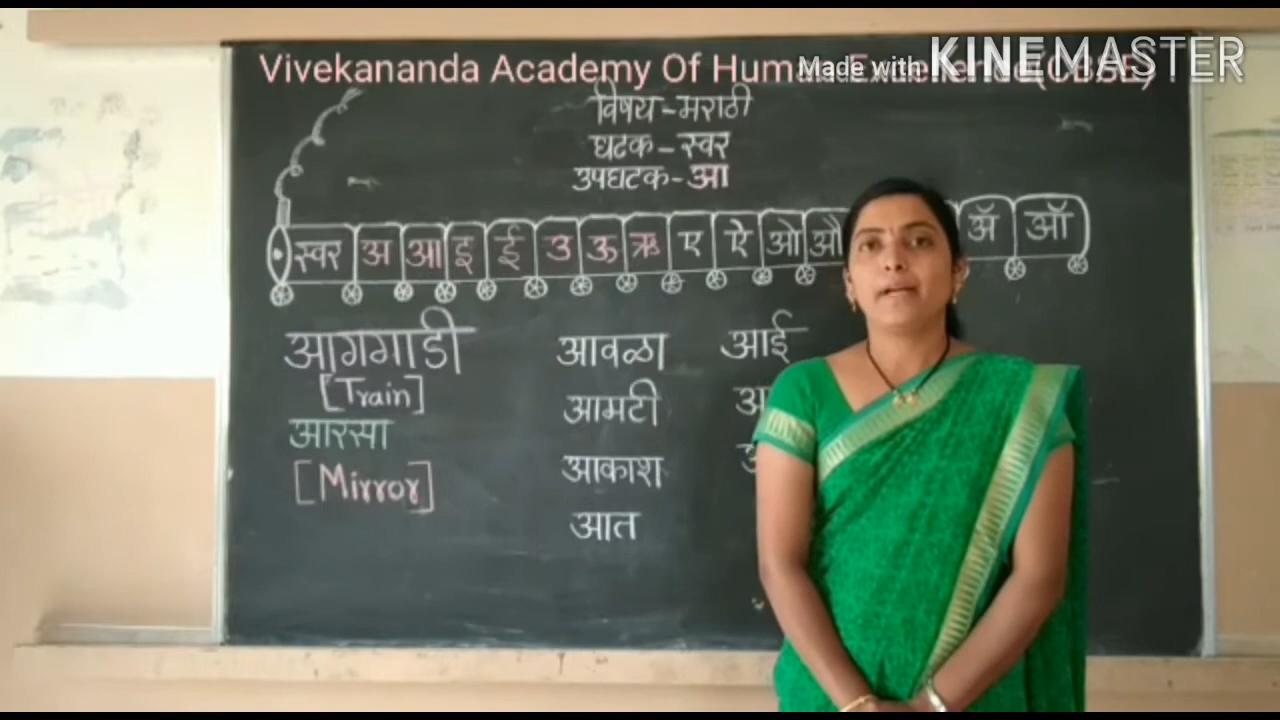 Vivekananda Academy Of Human Excellence(CBSE)
Made with KINEMASTER
विषय - मराठी
घटक - स्वर
उपघटक - आ
स्वर अ आ इ ई उ ऊ ऋ ए ऐ ओ औ ॲ ऑ
आगगाडी आवळा आई
[Train] आमटी
आरसा आकाश
[Mirror] आत